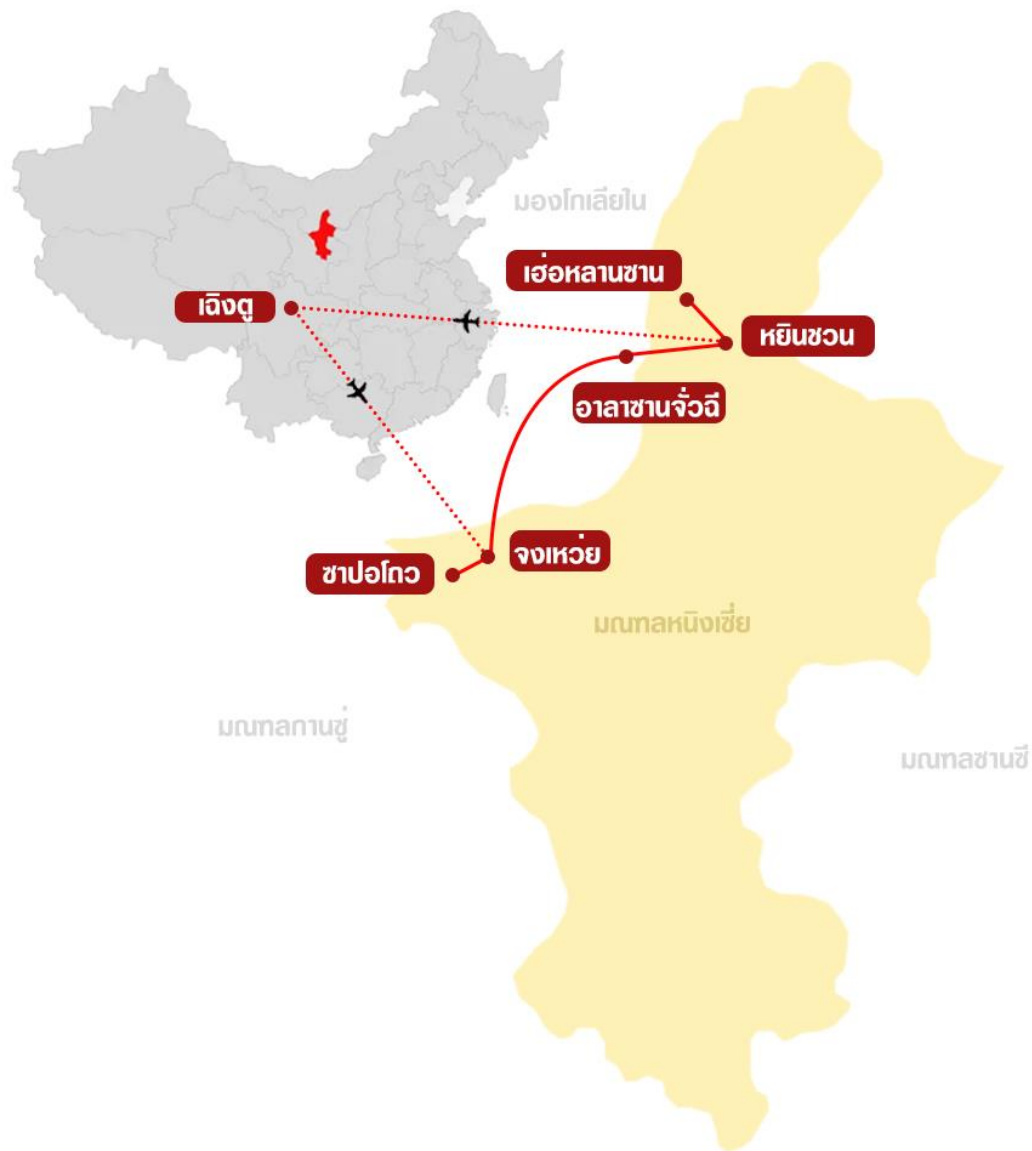 มองโกเลียใน
เฮ่อหลานซาน
เฉิงตู
หยินชวน
อาลาซานจั่วฉี
จงเหว่ย
ซาปอโถว
มณฑลหนิงเซี่ย
มณฑลกานซู่
มณฑลซานซี